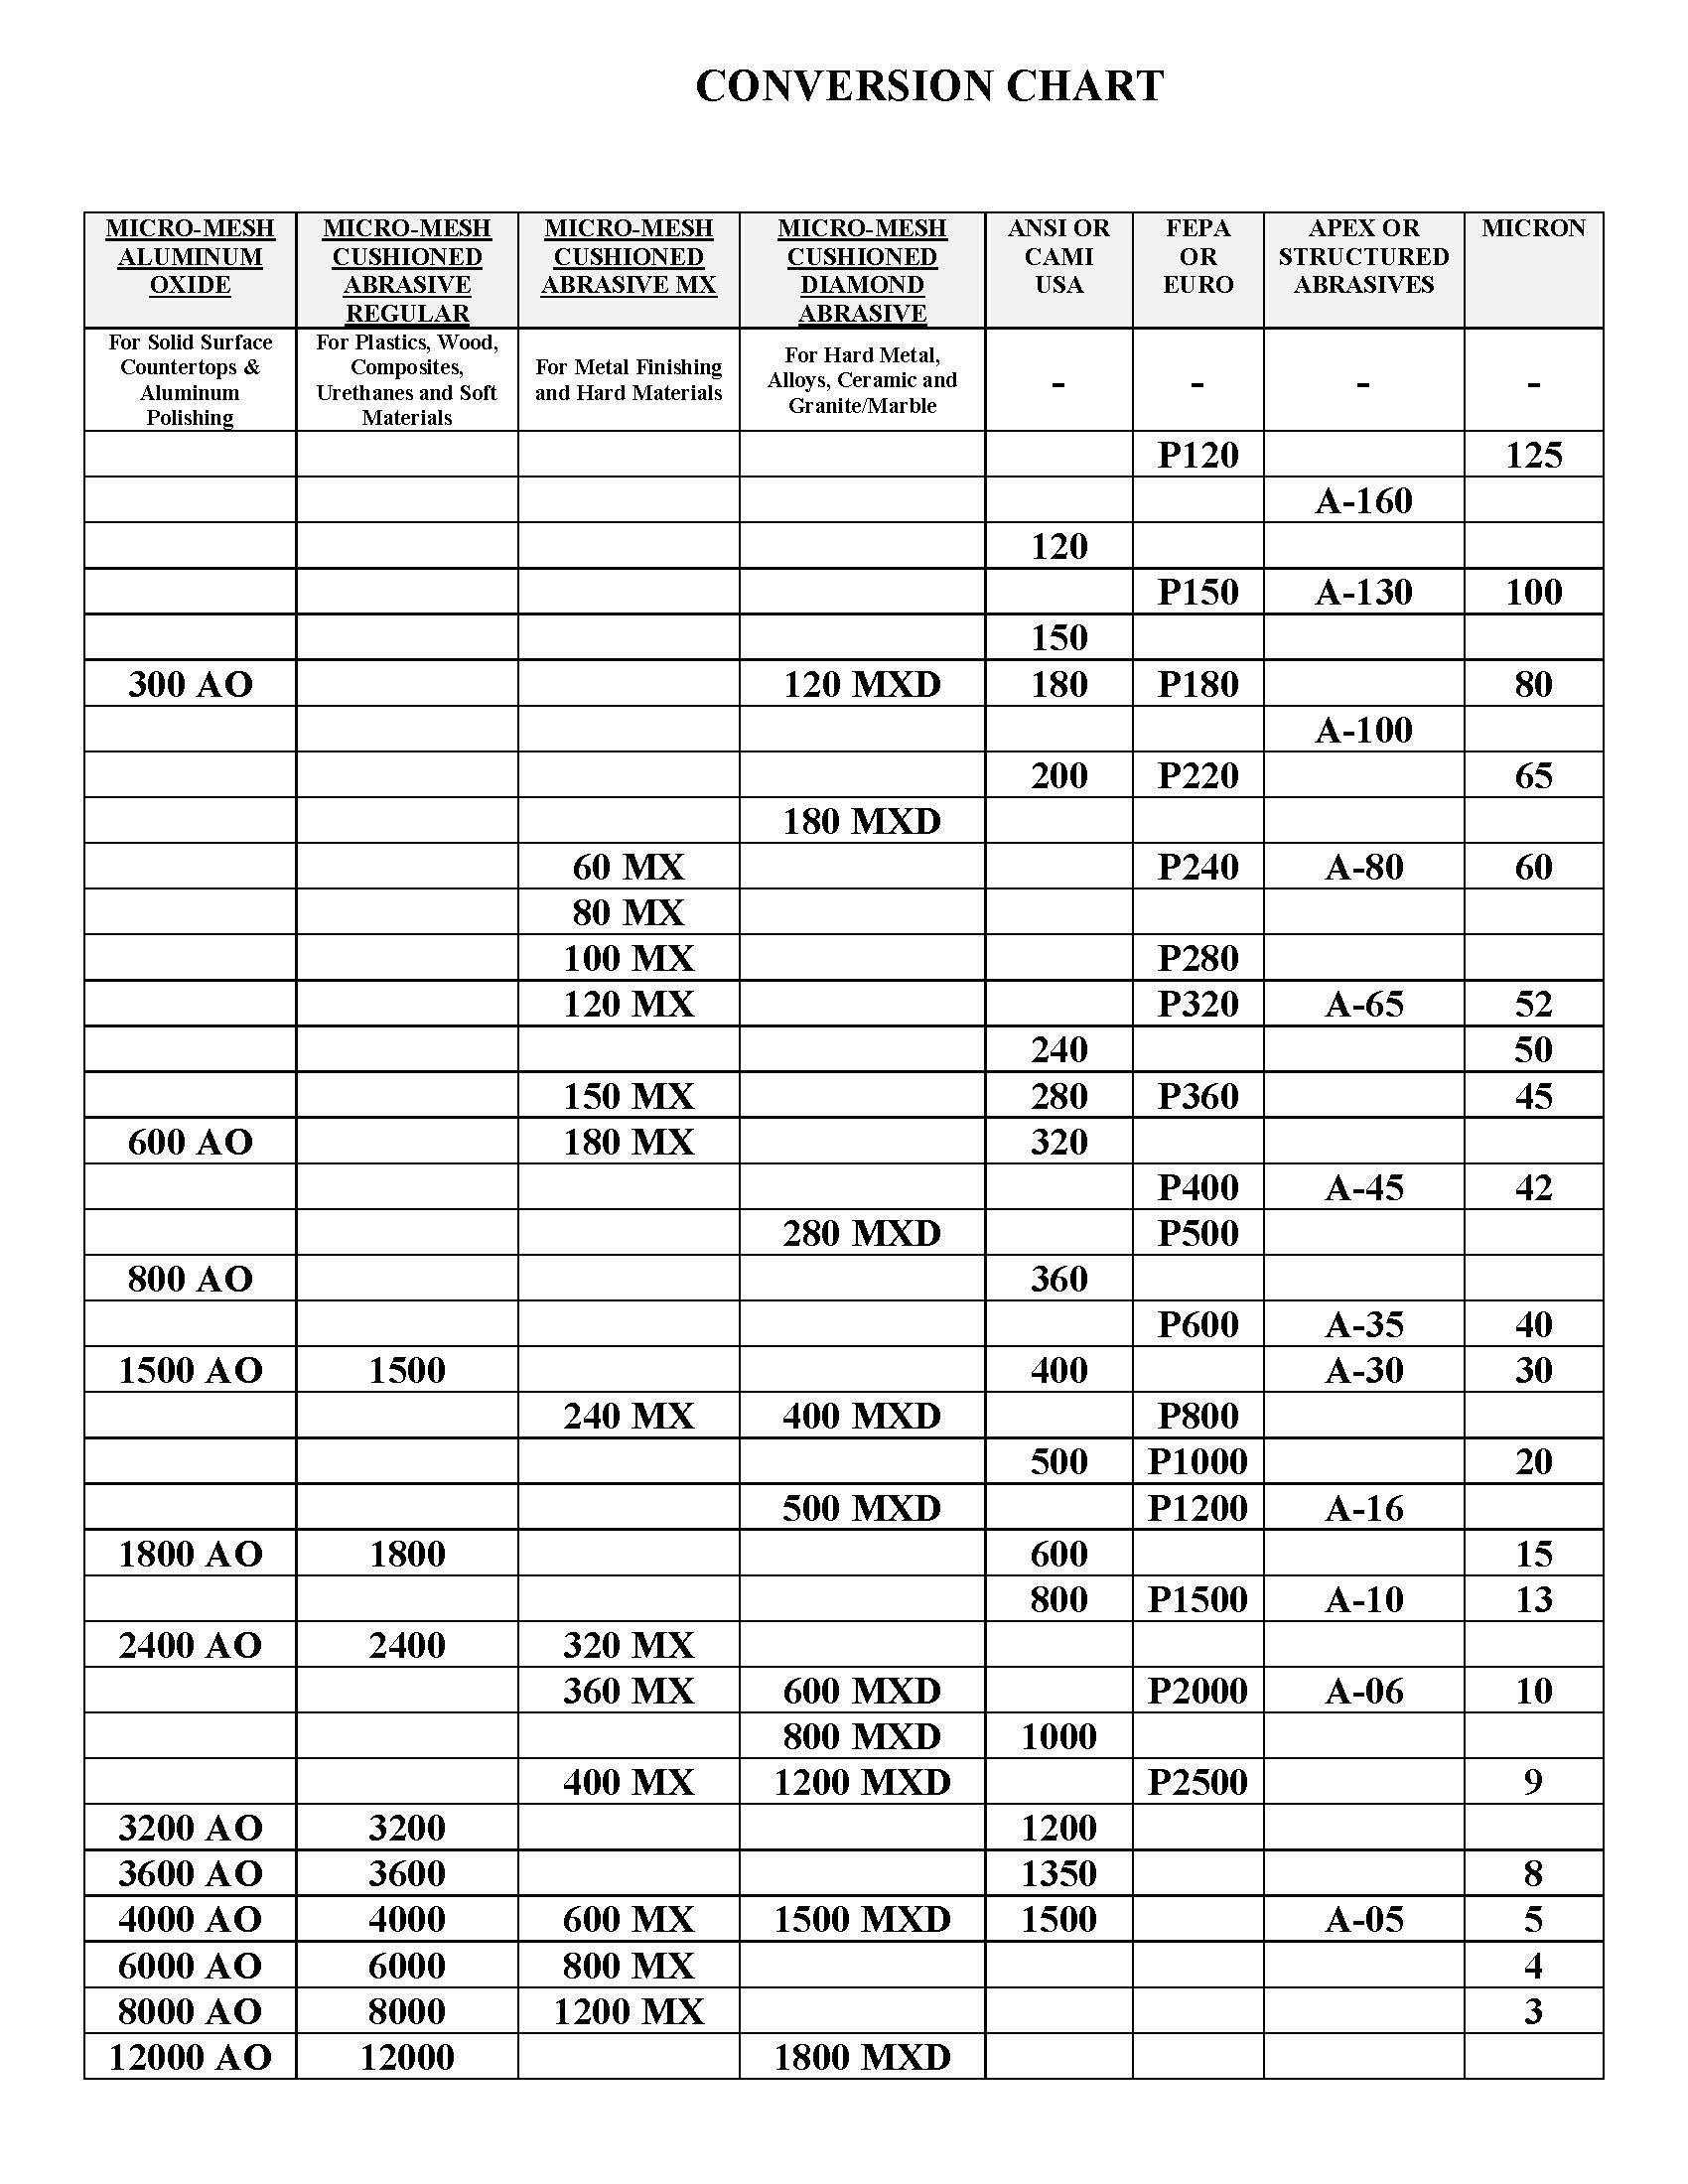 CONVERSION CHART
MICRO-MESH ALUMINUM OXIDE MICRO-MESH CUSHIONED ABRASIVE REGULAR MICRO-MESH CUSHIONED ABRASIVE MX MICRO-MESH CUSHIONED DIAMOND ABRASIVE ANSI OR CAMI USA FEPA OR EURO APEX OR STRUCTURED ABRASIVES MICRON
For Solid Surface Countertops & Aluminum Polishing For Plastics, Wood, Composites, Urethanes and Soft Materials For Metal Finishing and Hard Materials For Hard Metal, Alloys, Ceramic and Granite/Marble - - - -
P120 125
A-160
120
P150 A-130 100
150
300 AO 120 MXD 180 P180 80
A-100
200 P220 65
180 MXD
60 MX P240 A-80 60
80 MX
100 MX P280
120 MX P320 A-65 52
240 50
150 MX 280 P360 45
600 AO 180 MX 320
P400 A-45 42
280 MXD P500
800 AO 360
P600 A-35 40
1500 AO 1500 400 A-30 30
240 MX 400 MXD P800
500 P1000 20
500 MXD P1200 A-16
1800 AO 1800 600 15
800 P1500 A-10 13
2400 AO 2400 320 MX
360 MX 600 MXD P2000 A-06 10
800 MXD 1000
400 MX 1200 MXD P2500 9
3200 AO 3200 1200
3600 AO 3600 1350 8
4000 AO 4000 600 MX 1500 MXD 1500 A-05 5
6000 AO 6000 800 MX 4
8000 AO 8000 1200 MX 3
12000 AO 12000 1800 MXD